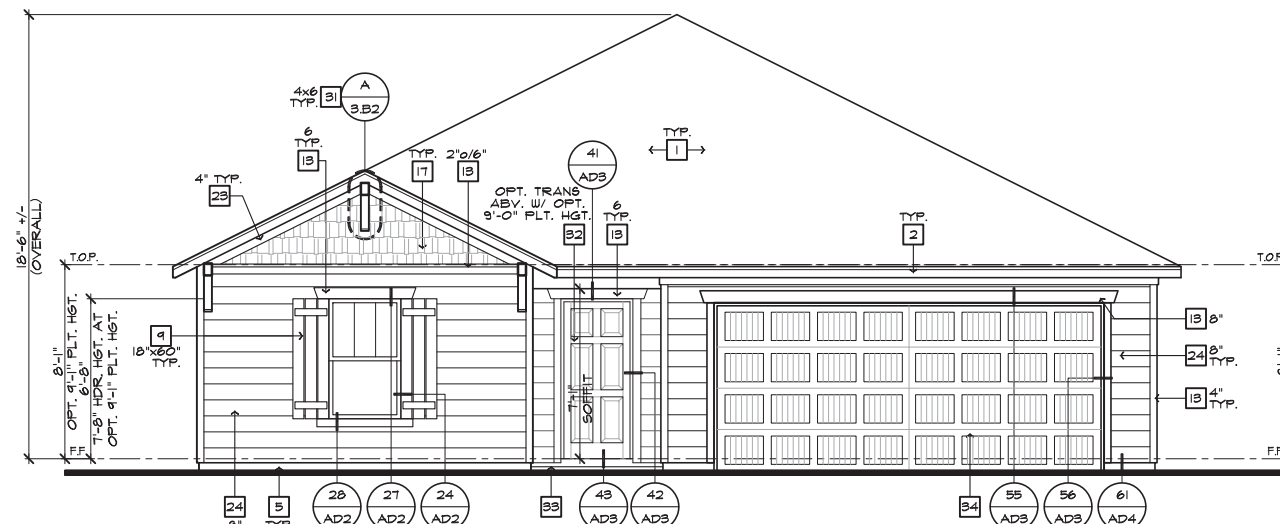 A
3.B2
4x6
TYP.
31
6
TYP.
13
TYP.
17
2"o/6"
13
4" TYP.
23
OPT. TRANS
ABV. W/ OPT.
9'-0" PLT. HGT.
32
41
AD3
6
TYP.
13
TYP.
1
TYP.
2
18'-6" +/-
(OVERALL)
T.O.P.
T.O.P.
8'-1"
OPT. 9'-1" PLT. HGT.
6'-8"
7'-8" HDR. HGT. AT
OPT. 9'-1" PLT. HGT.
9
18"x60"
TYP.
7'-1"
SOFFIT
13 8"
24 8"
TYP.
13 4"
TYP.
F.F.
F.F.
24
5
TYP.
28
AD2
27
AD2
24
AD2
33
43
AD3
42
AD3
34
55
AD3
56
AD3
61
AD4